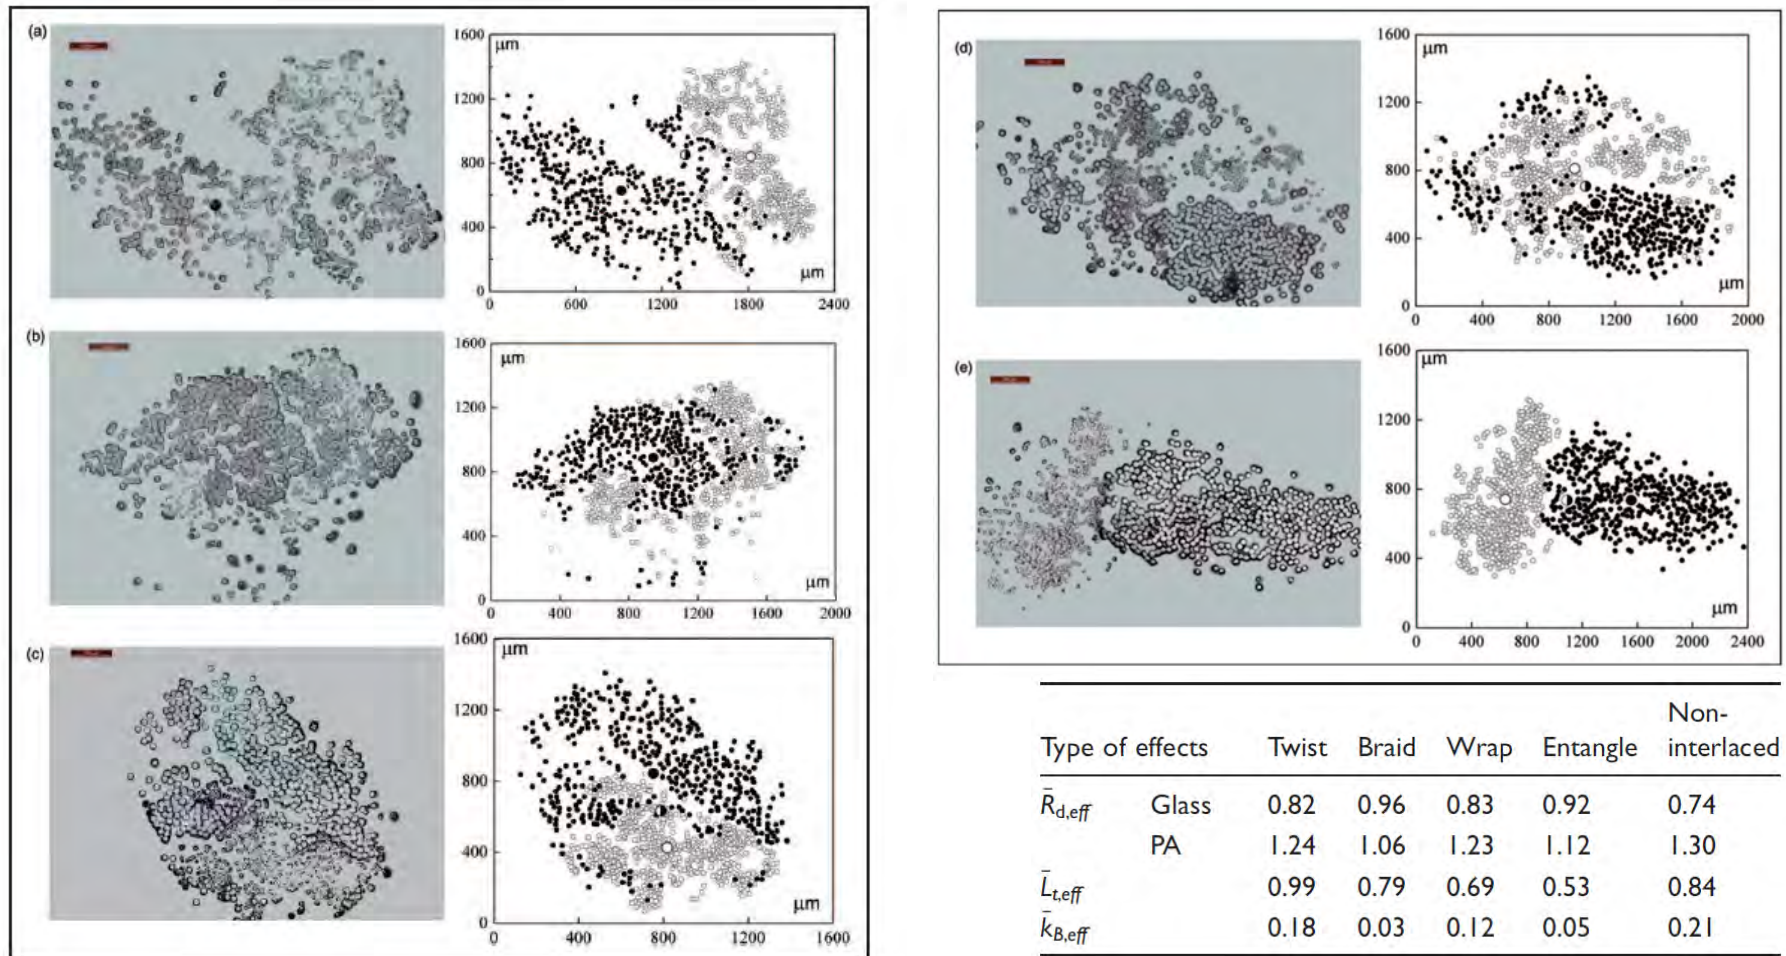 (a)
1600
μm
1200
800
400
0
μm
0 600 1200 1800 2400
(b)
1600
μm
1200
800
400
0
μm
0 400 800 1200 1600 2000
(c)
1600
μm
1200
800
400
0
μm
0 400 800 1200 1600
(d)
1600
μm
1200
800
400
0
μm
0 400 800 1200 1600 2000
(e)
1600
μm
1200
800
400
0
μm
0 400 800 1200 1600 2000 2400
Type of effects Twist Braid Wrap Entangle Non-
interlaced
R̄d,eff Glass 0.82 0.96 0.83 0.92 0.74
PA 1.24 1.06 1.23 1.12 1.30
L̄t,eff 0.99 0.79 0.69 0.53 0.84
k̄B,eff 0.18 0.03 0.12 0.05 0.21